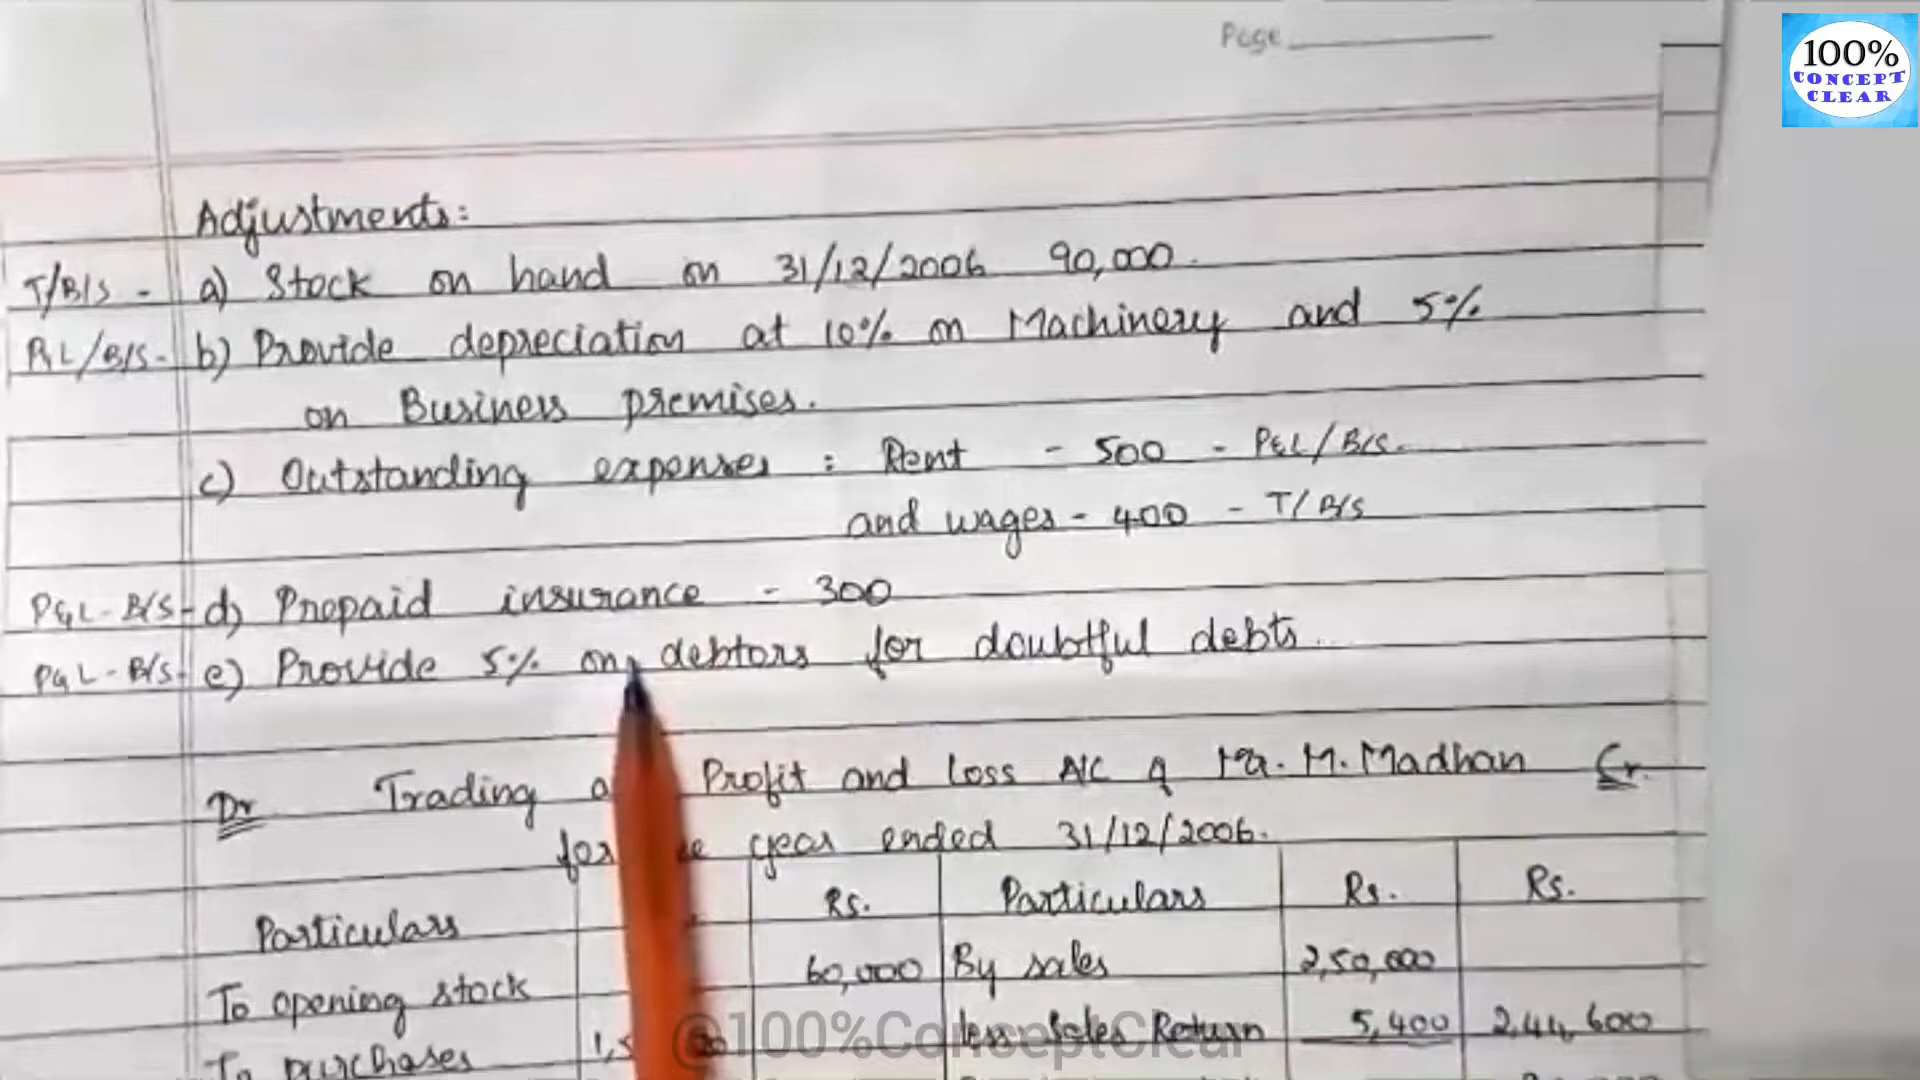 Page
100%
CONCEPT
CLEAR
Adjustments:
T/B/S - a) Stock on hand on 31/12/2006 90,000.
P&L/B/S - b) Provide depreciation at 10% on Machinery and 5%
on Business premises.
c) Outstanding expenses : Rent - 500 - P&L/B/S.
and wages - 400 - T/B/S
P&L - B/S - d) Prepaid insurance - 300
P&L - B/S - e) Provide 5% on debtors for doubtful debts.
Dr Trading Profit and Loss A/C of Mr. M. Madhan Cr.
for year ended 31/12/2006.
Particulars Rs. Particulars Rs. Rs.
To opening stock 60,000 By sales 2,50,000
To purchases less Sales Return 5,400 2,44,600
@100%ConceptClear